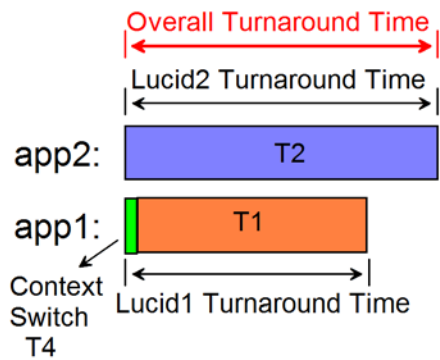 Overall Turnaround Time
Lucid2 Turnaround Time
app2: T2
app1: T1
Context
Switch
T4
Lucid1 Turnaround Time